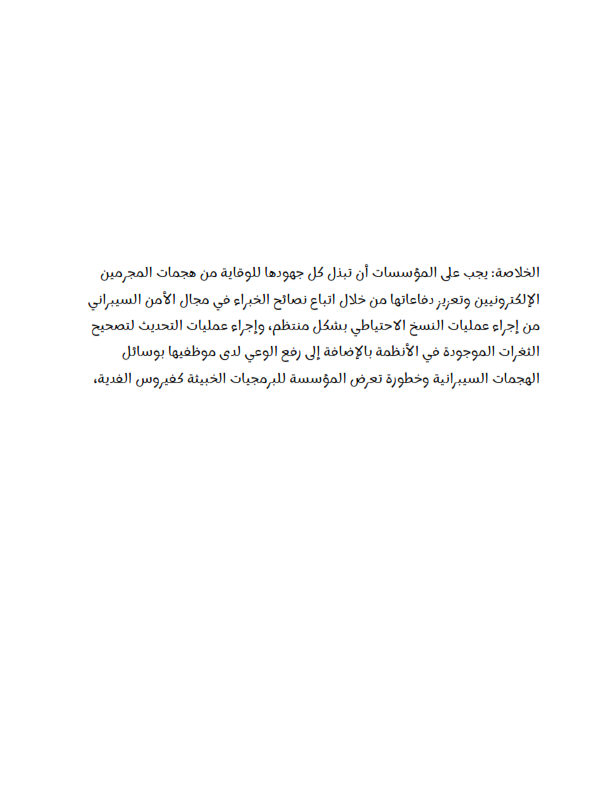 الخلاصة: يجب على المؤسسات أن تبذل كل جهودها للوقاية من هجمات المجرمين
الإلكترونيين وتعزيز دفاعاتها من خلال اتباع نصائح الخبراء في مجال الأمن السيبراني
من إجراء عمليات النسخ الاحتياطي بشكل منتظم، وإجراء عمليات التحديث لتصحيح
الثغرات الموجودة في الأنظمة بالإضافة إلى رفع الوعي لدى موظفيها بوسائل
الهجمات السيبرانية وخطورة تعرض المؤسسة للبرمجيات الخبيثة كفيروس الفدية،